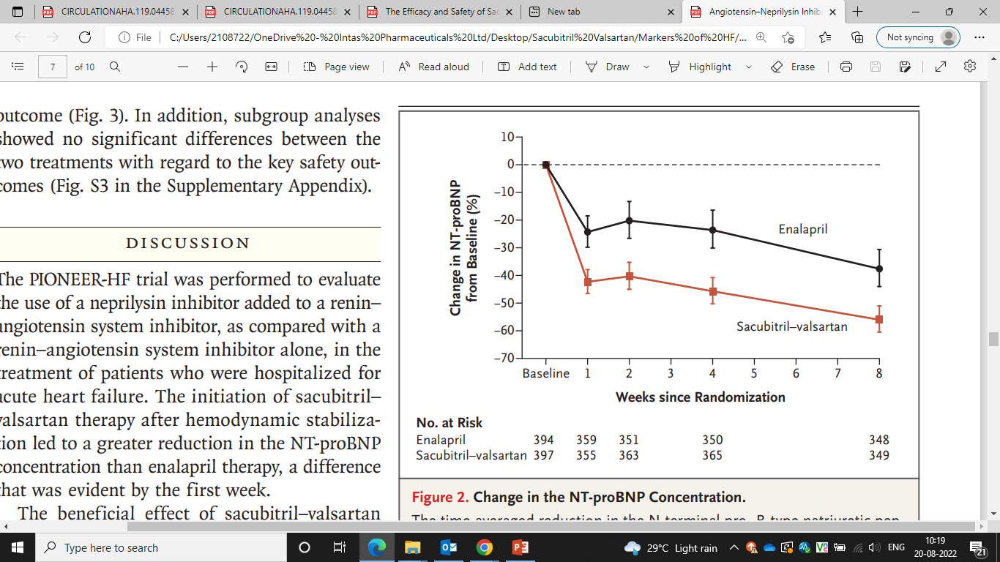 CIRCULATIONAHA.119.04458
CIRCULATIONAHA.119.04458
The Efficacy and Safety of Sac
New tab
Angiotensin–Neprilysin Inhib
File
C:/Users/2108722/OneDrive%20-%20Intas%20Pharmaceuticals%20Ltd/Desktop/Sacubitril%20Valsartan/Markers%20of%20HF/...
Not syncing
7
of 10
Page view
Read aloud
Add text
Draw
Highlight
Erase
outcome (Fig. 3). In addition, subgroup analyses
showed no significant differences between the
two treatments with regard to the key safety out-
comes (Fig. S3 in the Supplementary Appendix).
DISCUSSION
The PIONEER-HF trial was performed to evaluate
the use of a neprilysin inhibitor added to a renin–
angiotensin system inhibitor, as compared with a
renin–angiotensin system inhibitor alone, in the
treatment of patients who were hospitalized for
acute heart failure. The initiation of sacubitril–
valsartan therapy after hemodynamic stabiliza-
tion led to a greater reduction in the NT-proBNP
concentration than enalapril therapy, a difference
that was evident by the first week.
The beneficial effect of sacubitril–valsartan
Change in NT-proBNP
from Baseline (%)
10
0
–10
–20
–30
–40
–50
–60
–70
Enalapril
Sacubitril–valsartan
Baseline 1 2 3 4 5 6 7 8
Weeks since Randomization
No. at Risk
Enalapril 394 359 351 350 348
Sacubitril–valsartan 397 355 363 365 349
Figure 2. Change in the NT-proBNP Concentration.
The time-averaged reduction in the N-terminal pro–B-type natriuretic pep-
Type here to search
29°C Light rain
ENG
10:19
20-08-2022
21